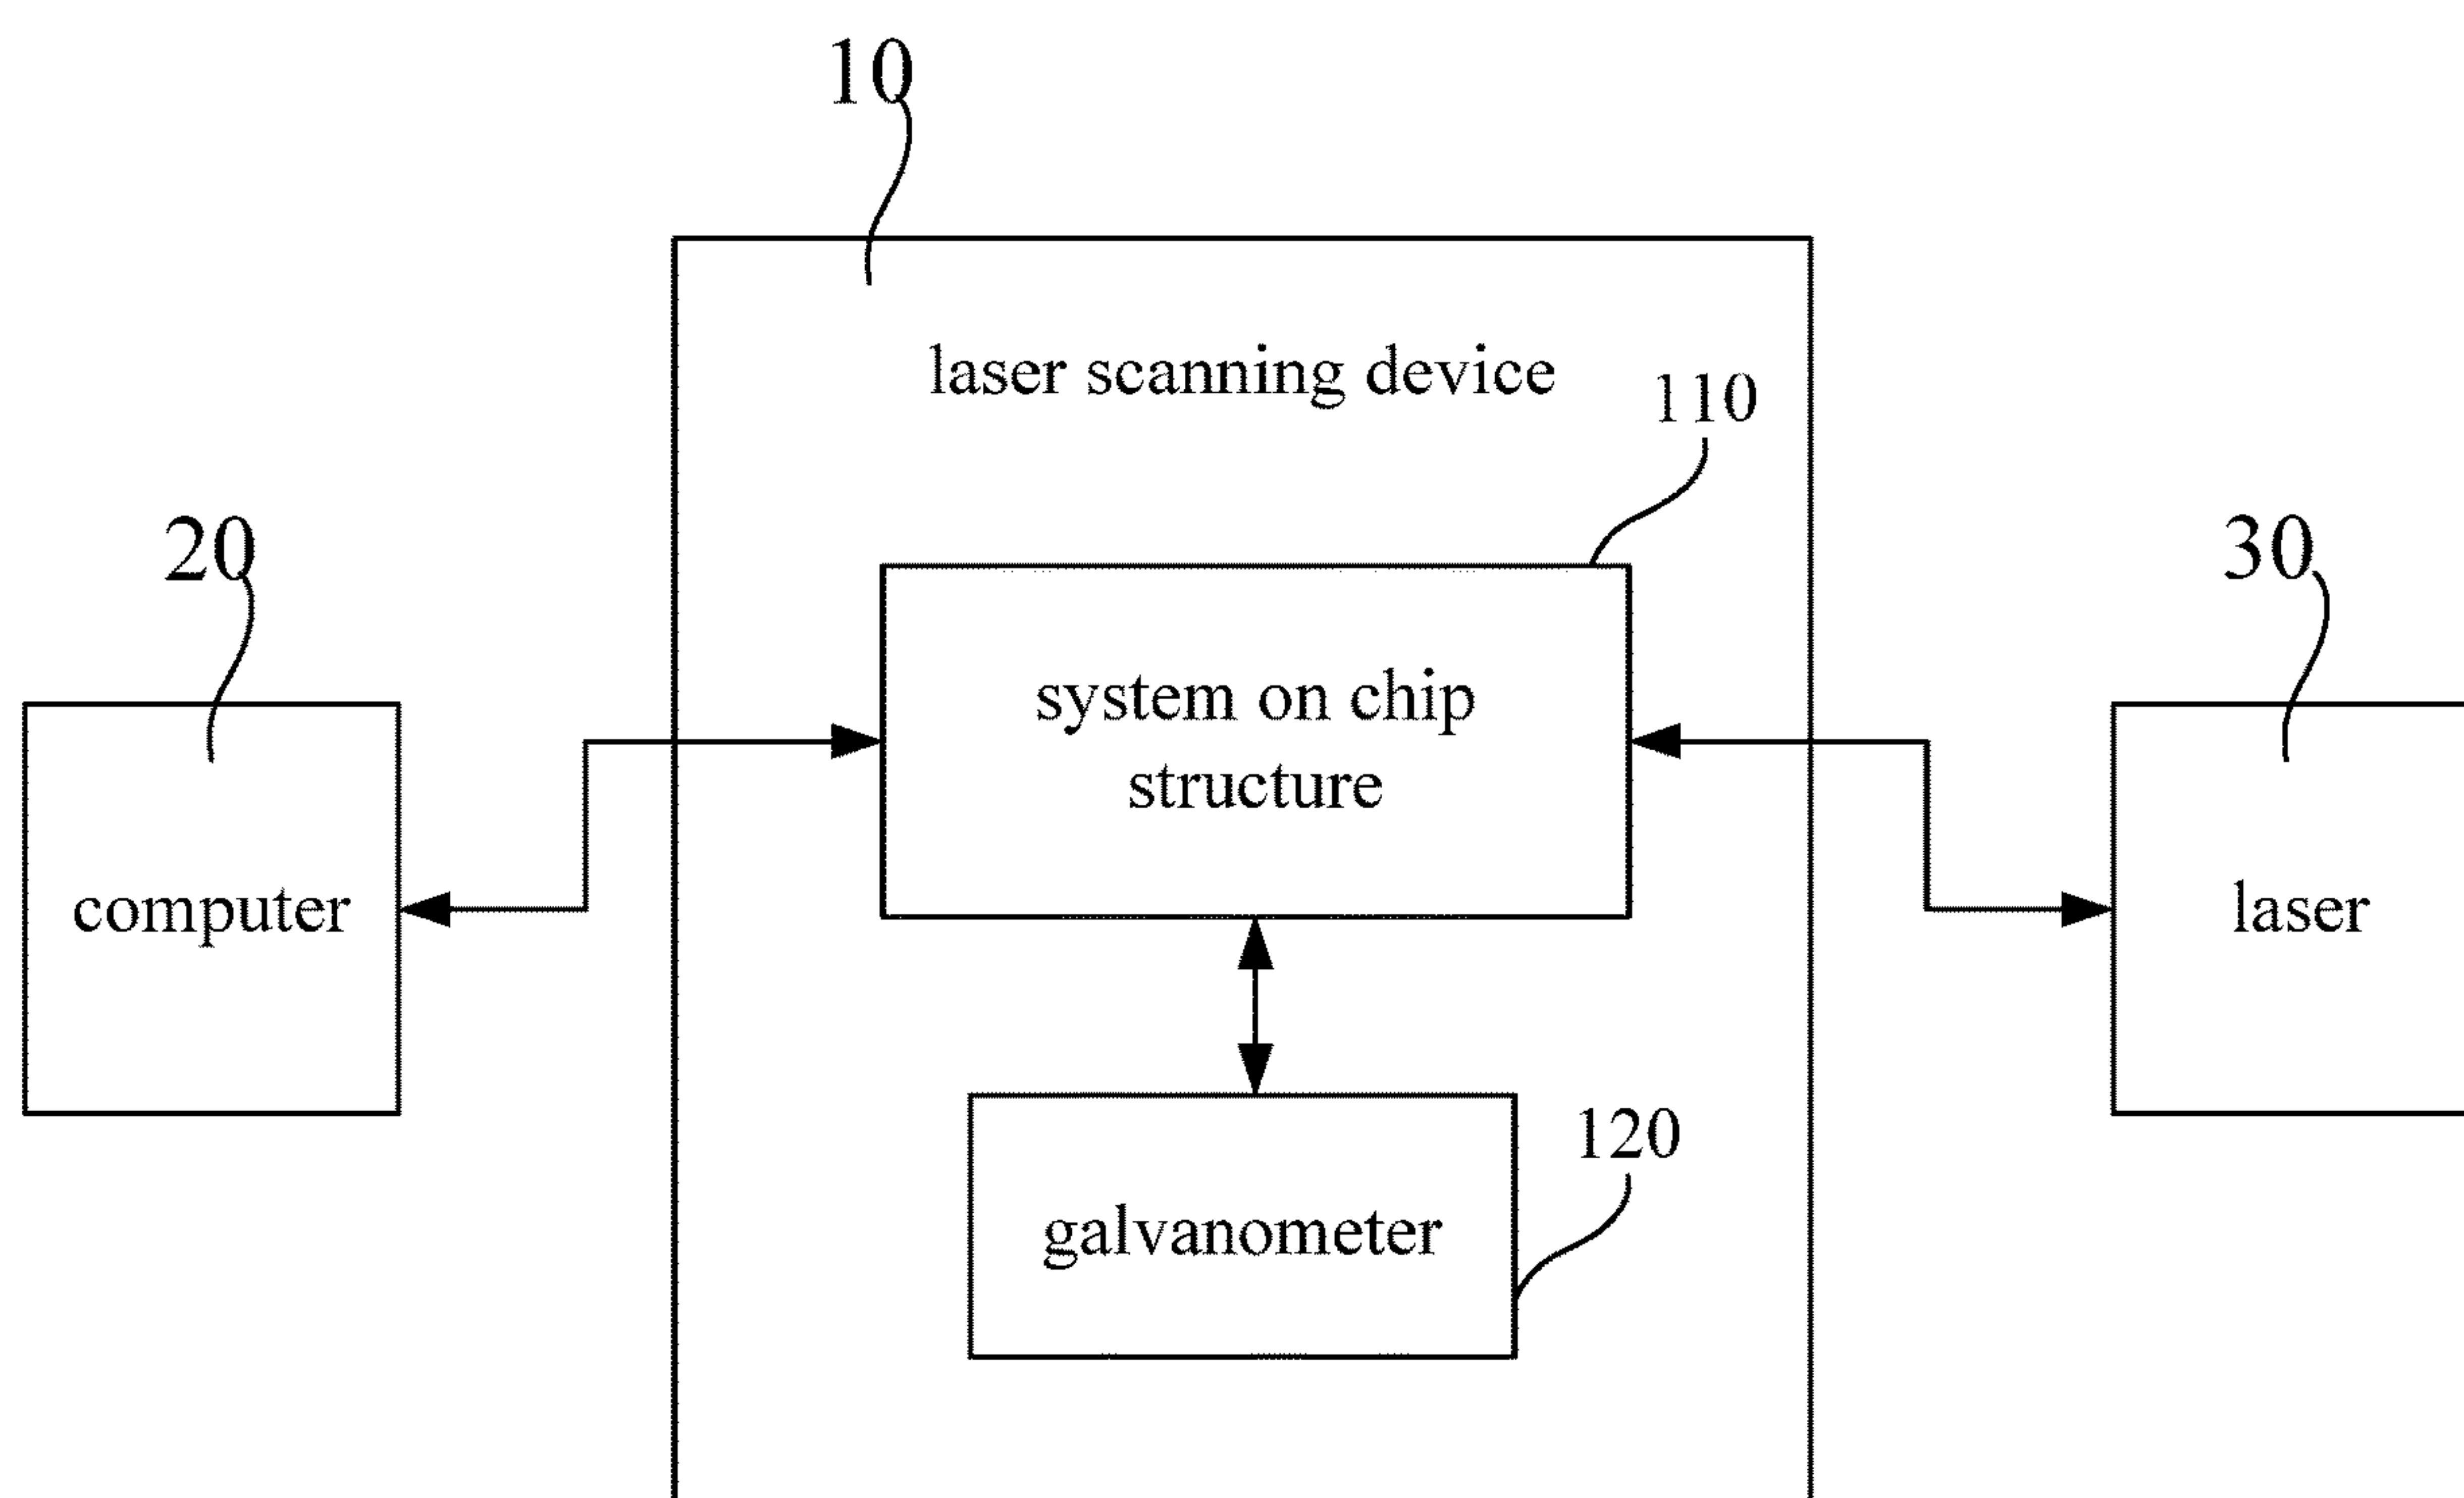 10
laser scanning device
110
20
30
system on chip
structure
computer
laser
120
galvanometer